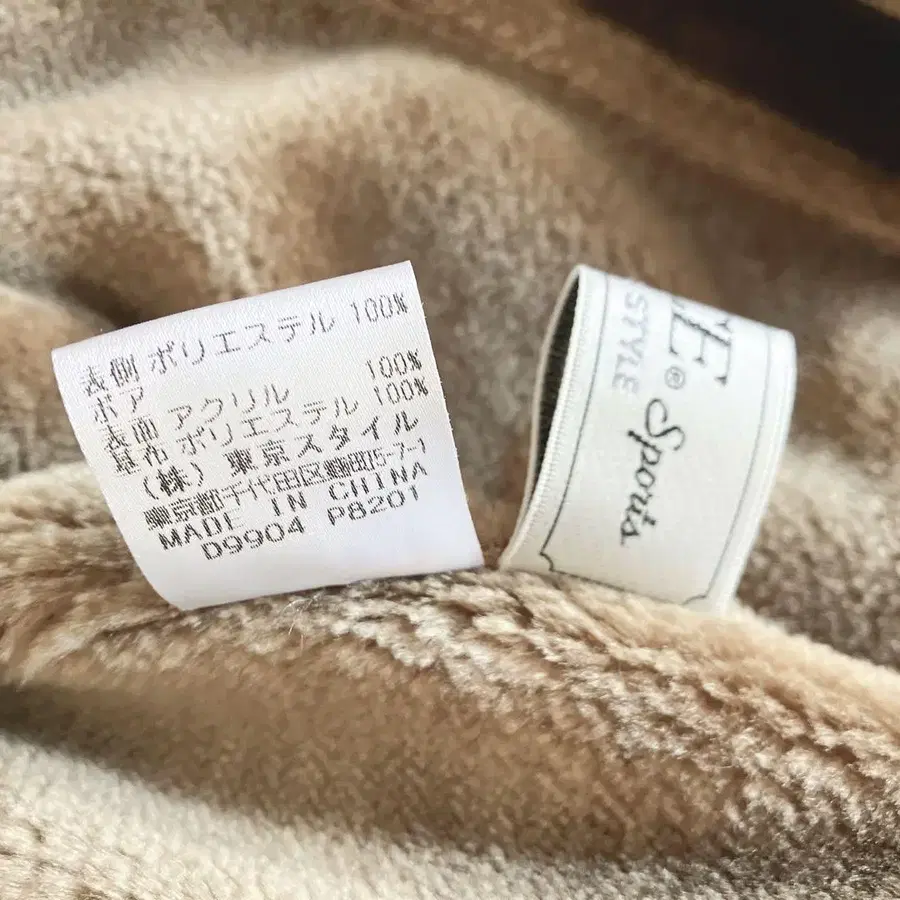 表側 ポリエステル 100%
ボア
表面 アクリル 100%
基布 ポリエステル 100%
(株) 東京スタイル
東京都千代田区麹町5-7-1
MADE IN CHINA
D9904 P8201
STYLE
E® Sports